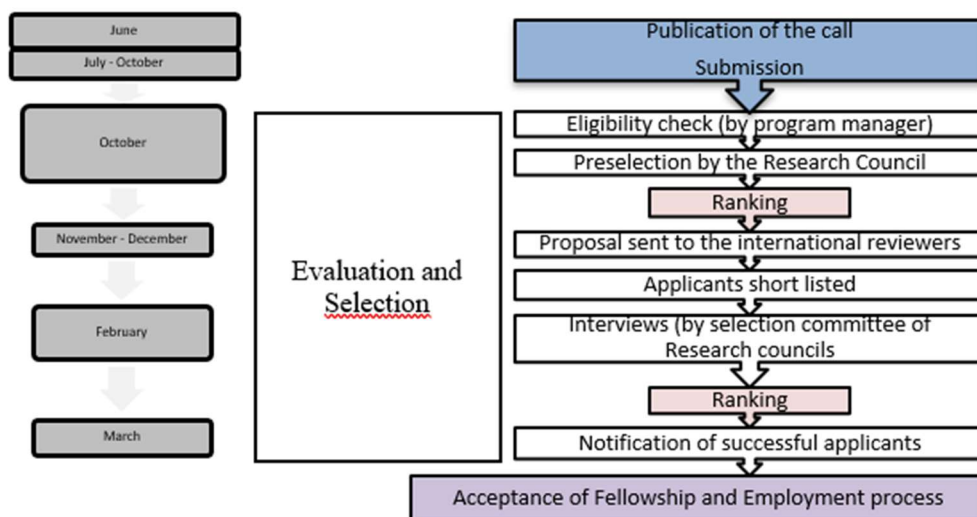 June
July - October
October
November - December
February
March
Evaluation and
Selection
Publication of the call
Submission
Eligibility check (by program manager)
Preselection by the Research Council
Ranking
Proposal sent to the international reviewers
Applicants short listed
Interviews (by selection committee of
Research councils
Ranking
Notification of successful applicants
Acceptance of Fellowship and Employment process